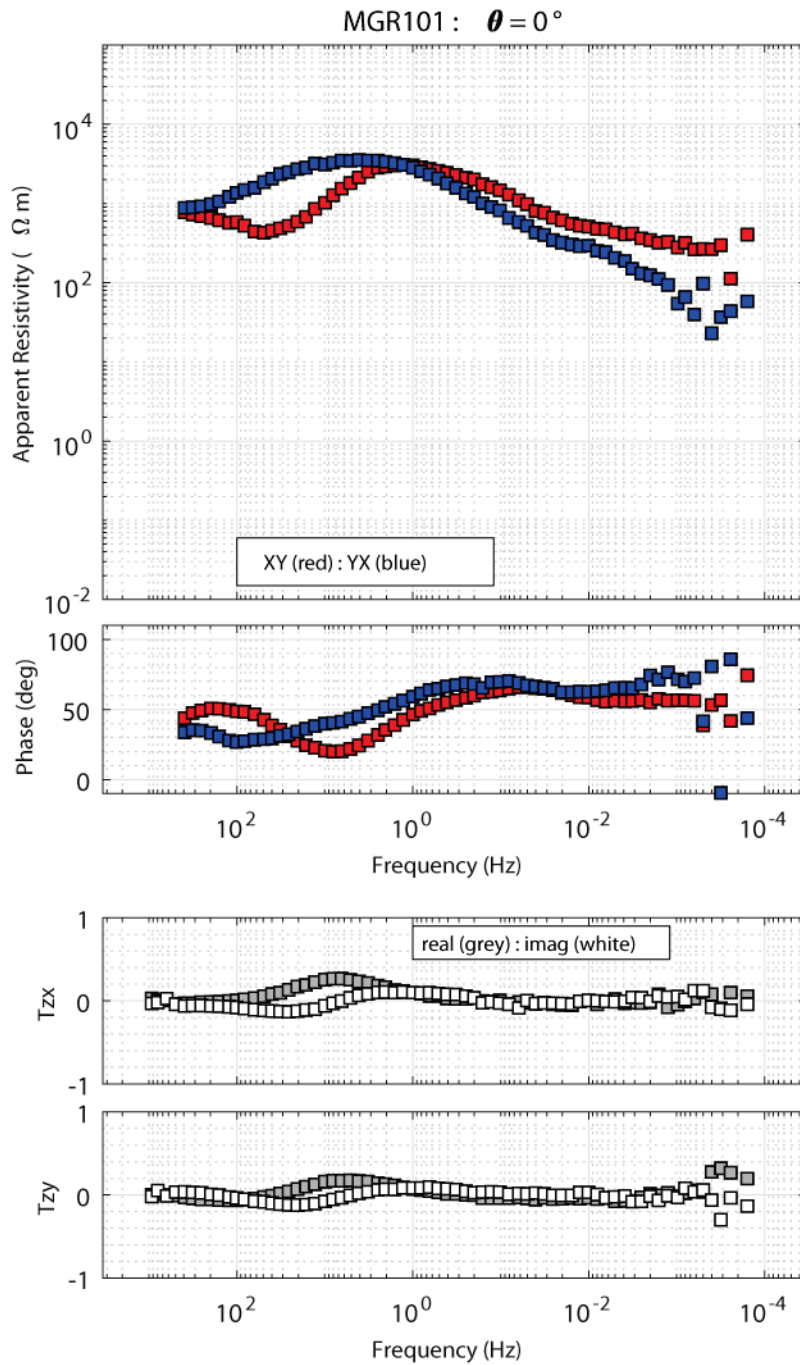 MGR101 : θ = 0°
10^4
10^2
10^0
10^-2
Apparent Resistivity ( Ω m)
XY (red) : YX (blue)
100
50
0
Phase (deg)
10^2 10^0 10^-2 10^-4
Frequency (Hz)
1
0
-1
Tzx
real (grey) : imag (white)
1
0
-1
Tzy
10^2 10^0 10^-2 10^-4
Frequency (Hz)